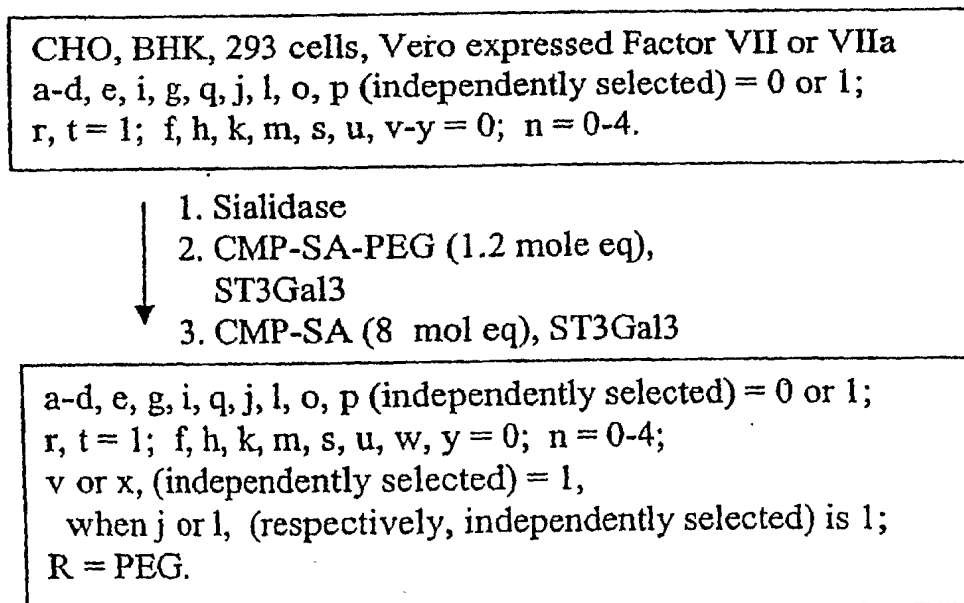 CHO, BHK, 293 cells, Vero expressed Factor VII or VIIa
a-d, e, i, g, q, j, l, o, p (independently selected) = 0 or 1;
r, t = 1; f, h, k, m, s, u, v-y = 0; n = 0-4.
1. Sialidase
2. CMP-SA-PEG (1.2 mole eq),
ST3Gal3
3. CMP-SA (8 mol eq), ST3Gal3
a-d, e, g, i, q, j, l, o, p (independently selected) = 0 or 1;
r, t = 1; f, h, k, m, s, u, w, y = 0; n = 0-4;
v or x, (independently selected) = 1,
when j or l, (respectively, independently selected) is 1;
R = PEG.